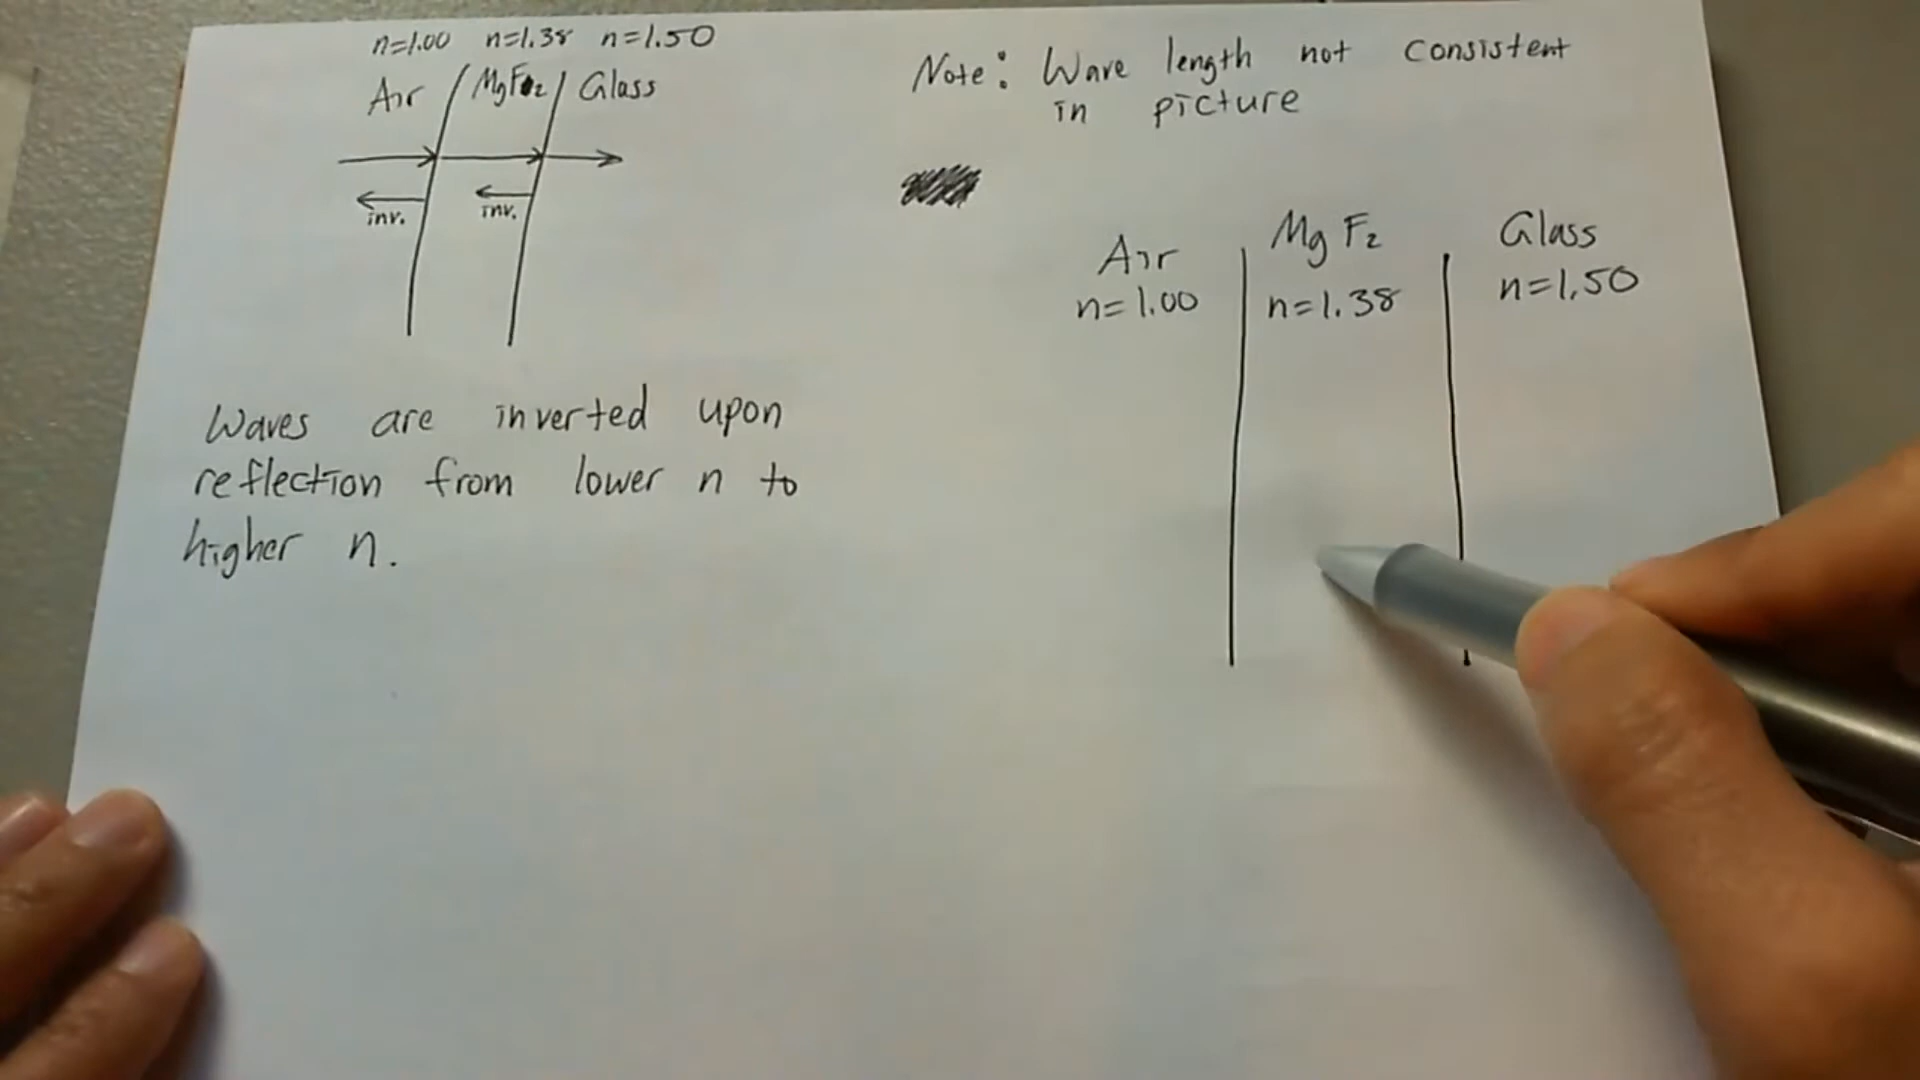 n=1.00 n=1.38 n=1.50
Air MgF2 Glass
inv. inv.
Waves are inverted upon
reflection from lower n to
higher n.
Note: Wave length not consistent
in picture
Air MgF2 Glass
n=1.00 n=1.38 n=1.50